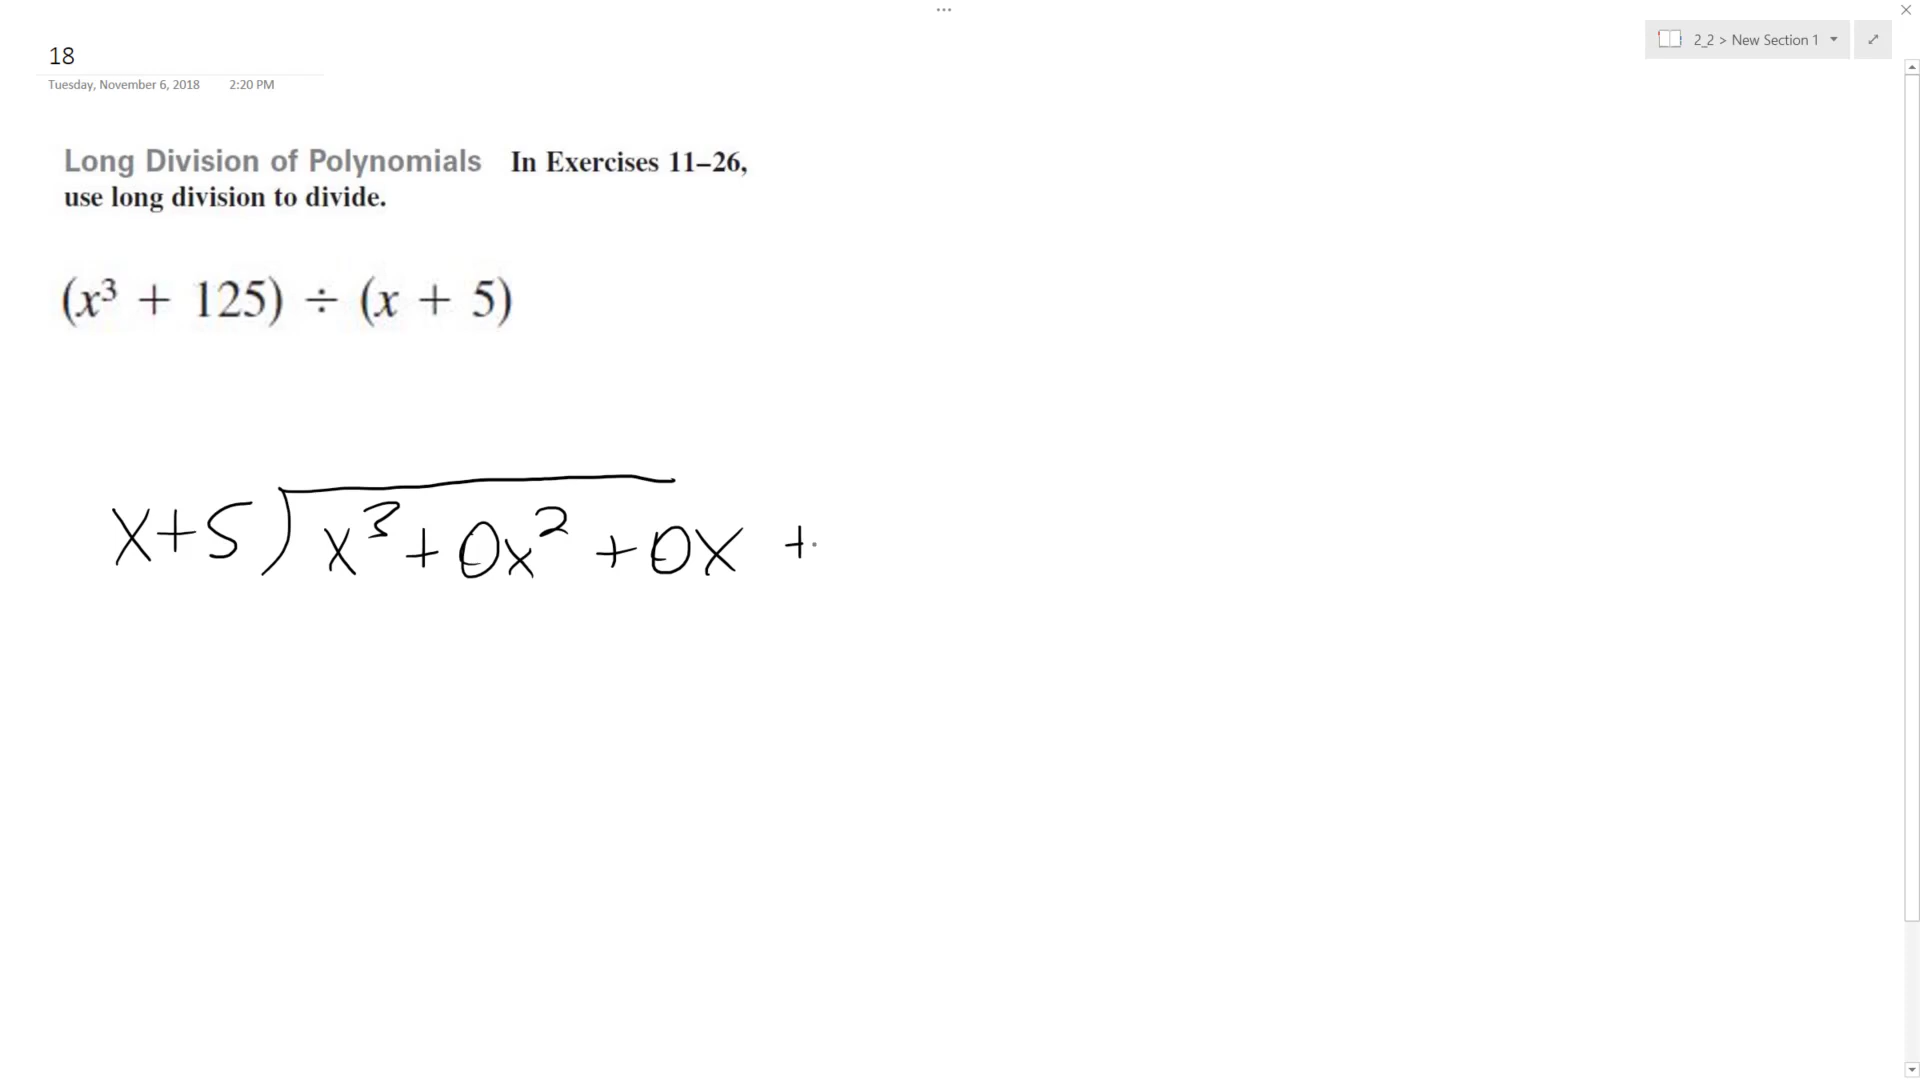 ...
2_2 > New Section 1
18
Tuesday, November 6, 2018 2:20 PM
Long Division of Polynomials In Exercises 11–26,
use long division to divide.
(x³ + 125) ÷ (x + 5)
x+5)x³+0x²+0x +